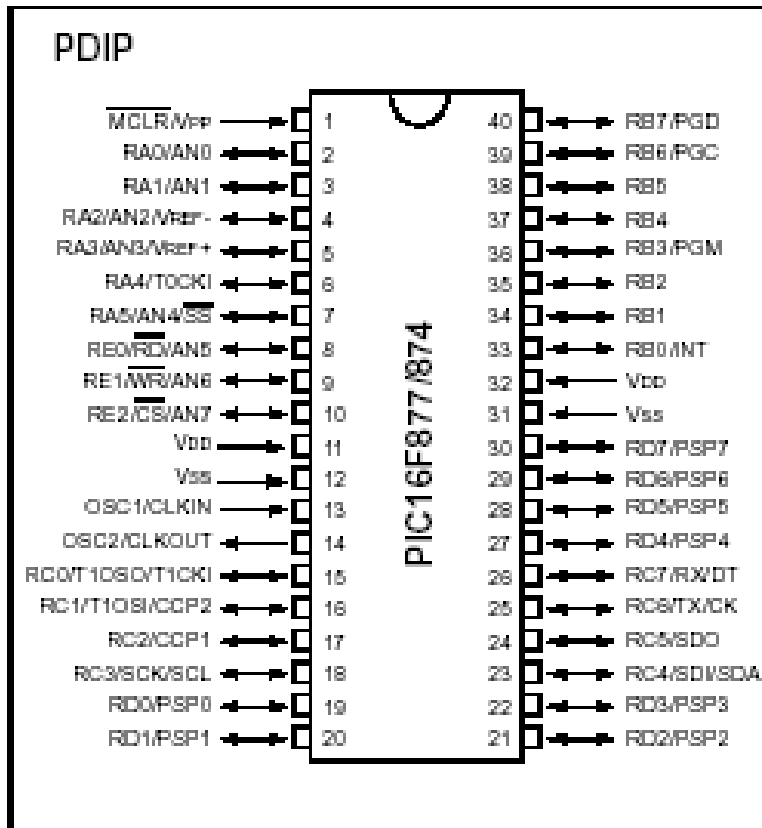 PDIP
MCLR/VPP 1 40 RB7/PGD
RA0/AN0 2 39 RB6/PGC
RA1/AN1 3 38 RB5
RA2/AN2/VREF- 4 37 RB4
RA3/AN3/VREF+ 5 36 RB3/PGM
RA4/T0CKI 6 35 RB2
RA5/AN4/SS 7 34 RB1
RE0/RD/AN5 8 33 RB0/INT
RE1/WR/AN6 9 32 VDD
RE2/CS/AN7 10 31 VSS
VDD 11 30 RD7/PSP7
VSS 12 29 RD6/PSP6
OSC1/CLKIN 13 28 RD5/PSP5
OSC2/CLKOUT 14 27 RD4/PSP4
RC0/T1OSO/T1CKI 15 26 RC7/RX/DT
RC1/T1OSI/CCP2 16 25 RC6/TX/CK
RC2/CCP1 17 24 RC5/SDO
RC3/SCK/SCL 18 23 RC4/SDI/SDA
RD0/PSP0 19 22 RD3/PSP3
RD1/PSP1 20 21 RD2/PSP2
PIC16F877/874